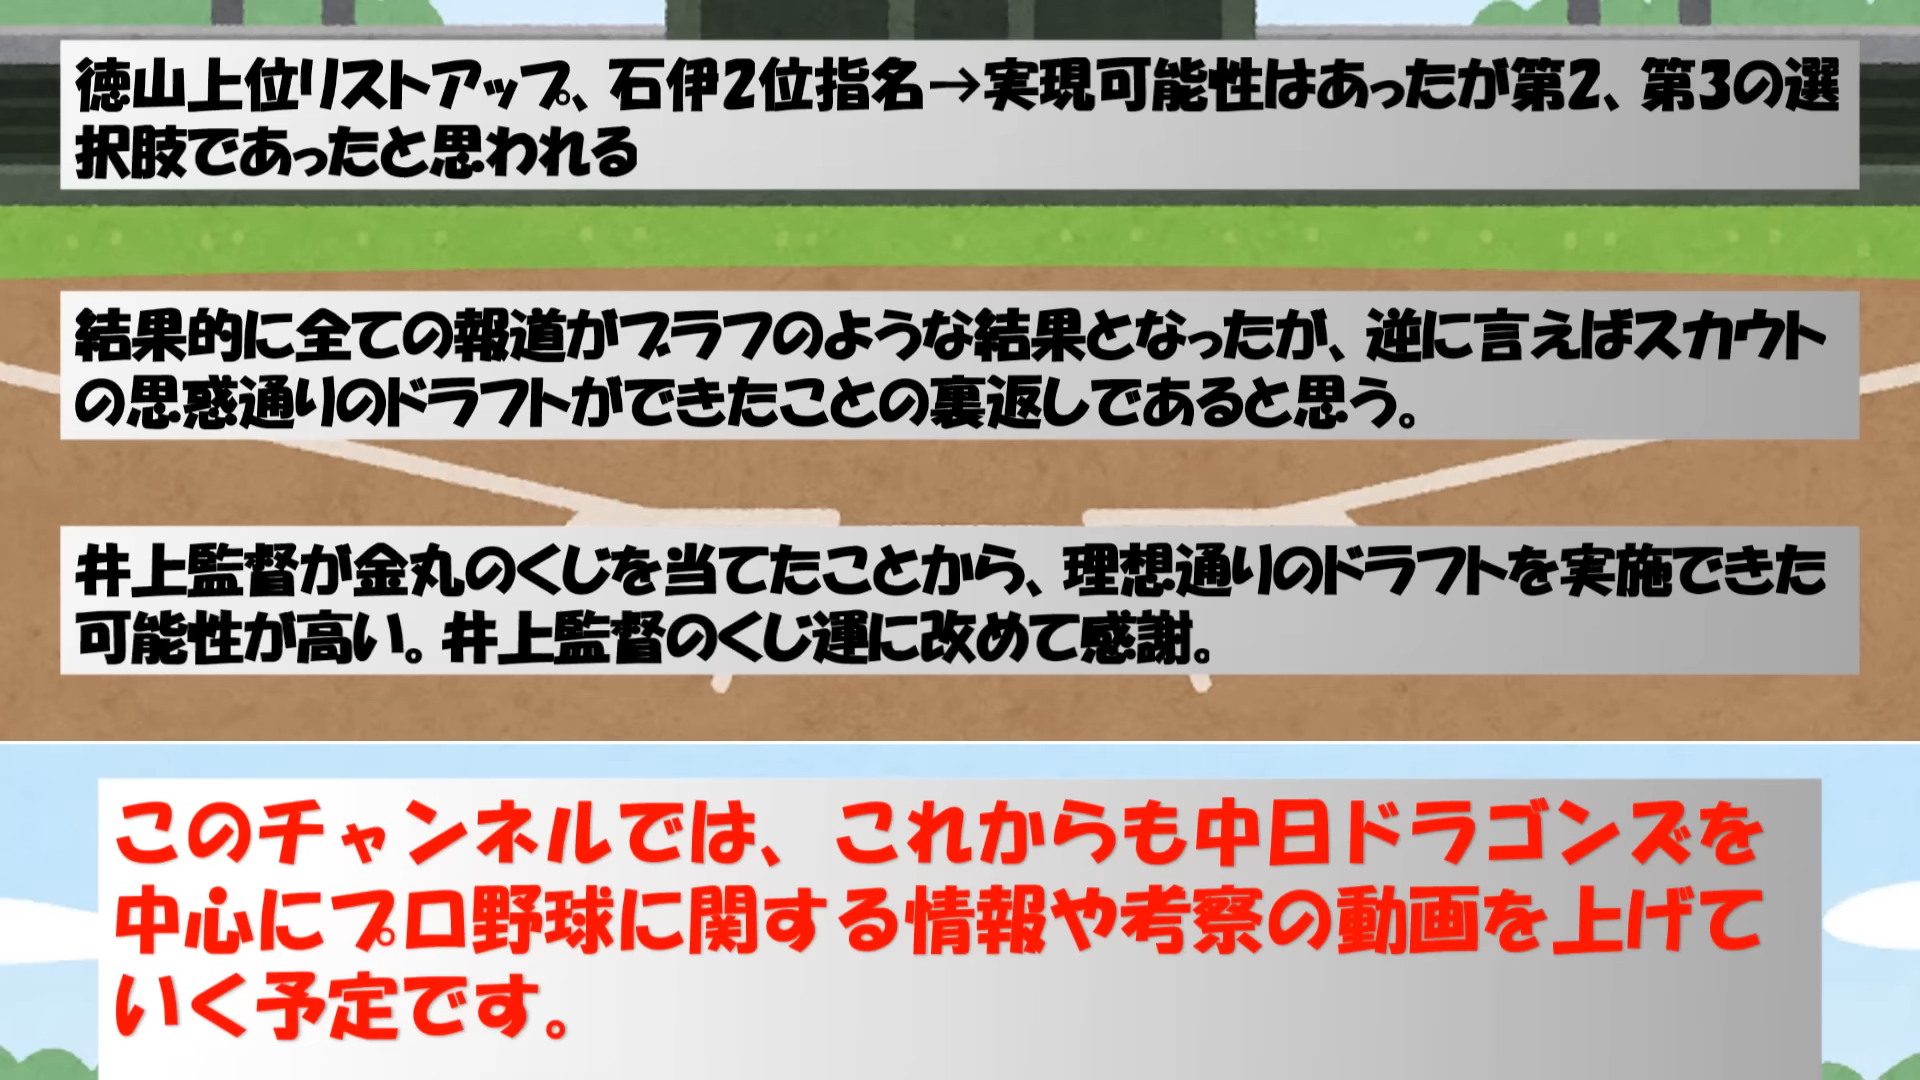 徳山上位リストアップ、石伊2位指名→実現可能性はあったが第2、第3の選
択肢であったと思われる
結果的に全ての報道がブラフのような結果となったが、逆に言えばスカウト
の思惑通りのドラフトができたことの裏返しであると思う。
井上監督が金丸のくじを当てたことから、理想通りのドラフトを実施できた
可能性が高い。井上監督のくじ運に改めて感謝。
このチャンネルでは、これからも中日ドラゴンズを
中心にプロ野球に関する情報や考察の動画を上げて
いく予定です。